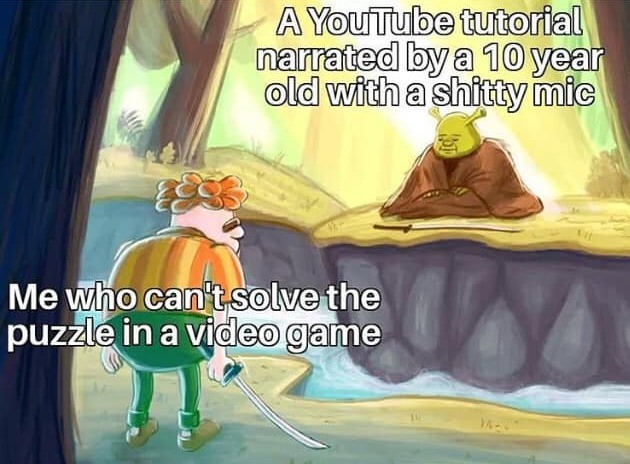 A YouTube tutorial
narrated by a 10 year
old with a shitty mic
Me who can't solve the
puzzle in a video game